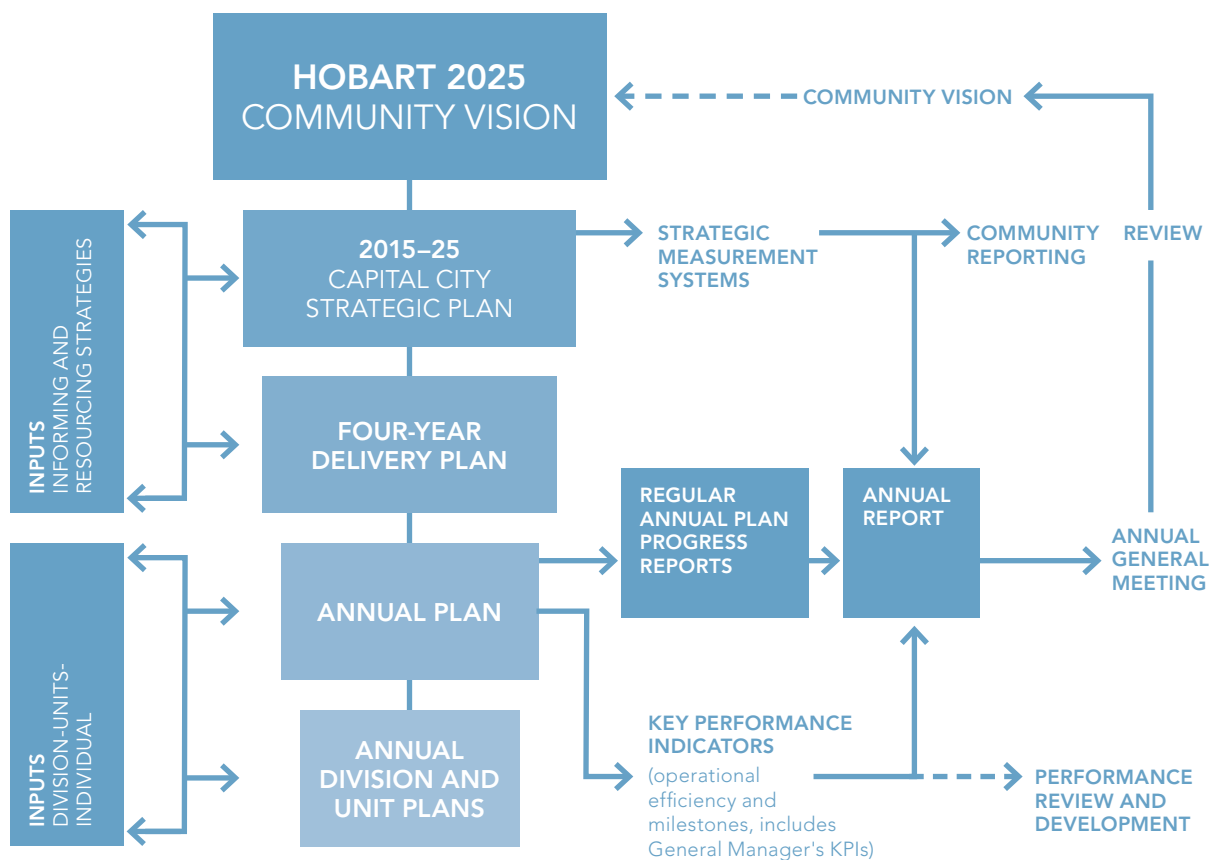 HOBART 2025
COMMUNITY VISION
COMMUNITY VISION
INPUTS
INFORMING AND
RESOURCING STRATEGIES
2015–25
CAPITAL CITY
STRATEGIC PLAN
STRATEGIC
MEASUREMENT
SYSTEMS
COMMUNITY
REPORTING
REVIEW
FOUR-YEAR
DELIVERY PLAN
REGULAR
ANNUAL PLAN
PROGRESS
REPORTS
ANNUAL
REPORT
ANNUAL
GENERAL
MEETING
INPUTS
DIVISION-UNITS-
INDIVIDUAL
ANNUAL PLAN
ANNUAL
DIVISION AND
UNIT PLANS
KEY PERFORMANCE
INDICATORS
(operational
efficiency and
milestones, includes
General Manager's KPIs)
PERFORMANCE
REVIEW AND
DEVELOPMENT